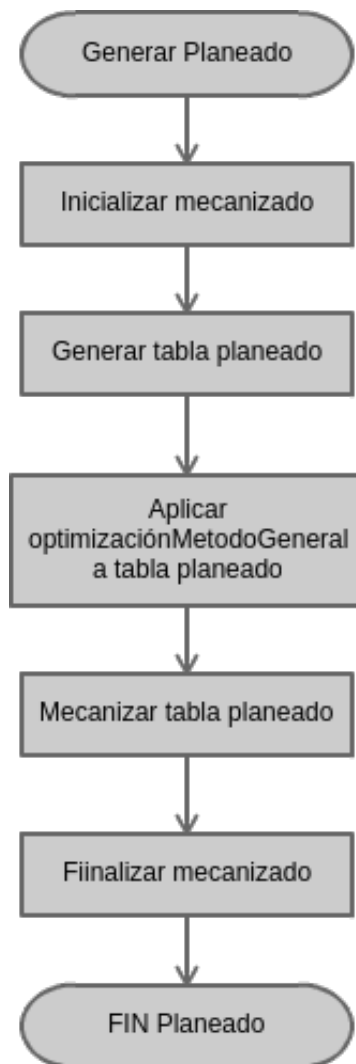 Generar Planeado
Inicializar mecanizado
Generar tabla planeado
Aplicar
optimizaciónMetodoGeneral
a tabla planeado
Mecanizar tabla planeado
Fiinalizar mecanizado
FIN Planeado